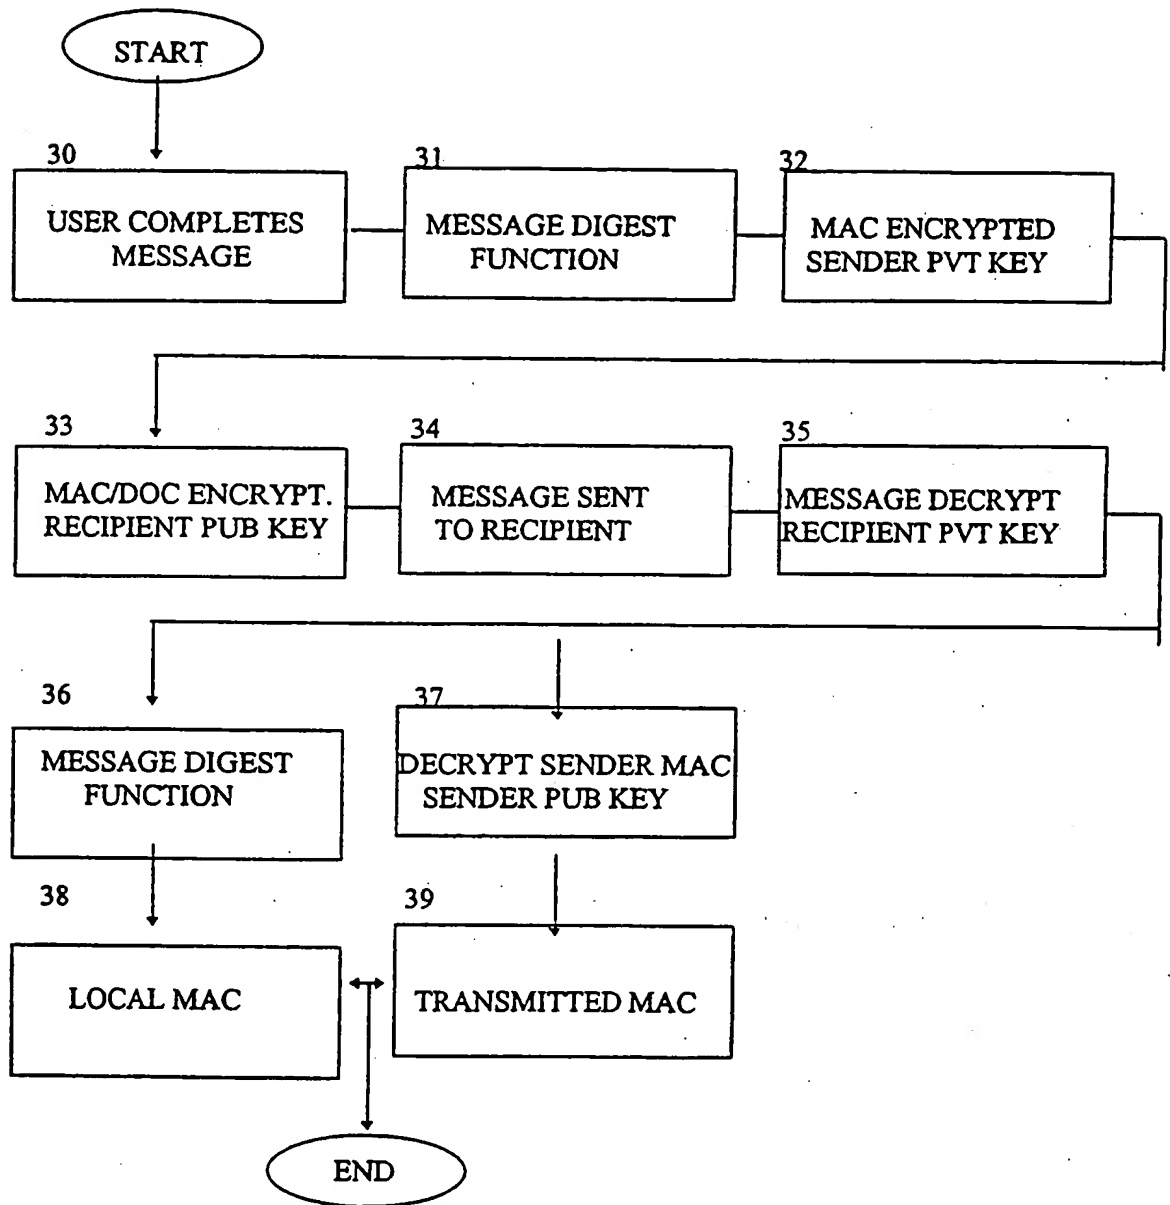 START
30
USER COMPLETES
MESSAGE
31
MESSAGE DIGEST
FUNCTION
32
MAC ENCRYPTED
SENDER PVT KEY
33
MAC/DOC ENCRYPT.
RECIPIENT PUB KEY
34
MESSAGE SENT
TO RECIPIENT
35
MESSAGE DECRYPT
RECIPIENT PVT KEY
36
MESSAGE DIGEST
FUNCTION
37
DECRYPT SENDER MAC
SENDER PUB KEY
38
LOCAL MAC
39
TRANSMITTED MAC
END